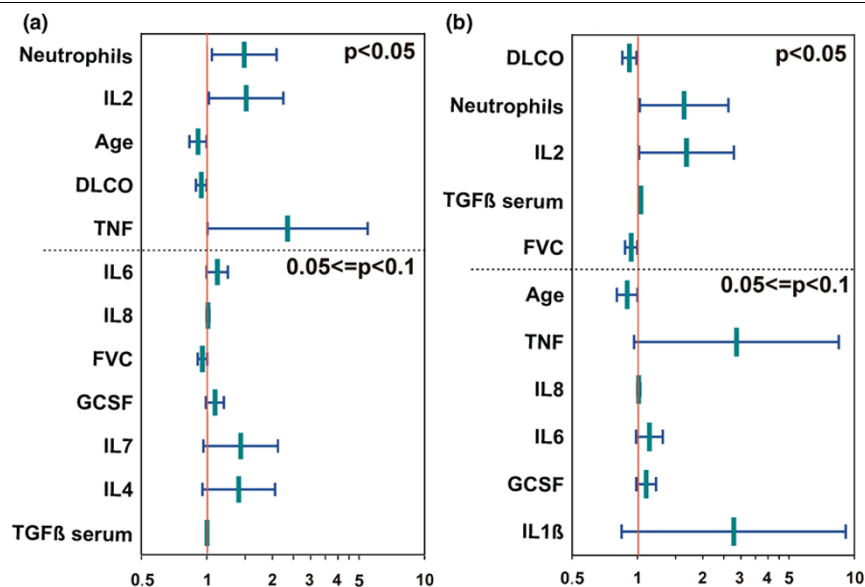 (a)
Neutrophils
p<0.05
IL2
Age
DLCO
TNF
IL6
0.05<=p<0.1
IL8
FVC
GCSF
IL7
IL4
TGFß serum
0.5 1 2 3 4 5 10
(b)
DLCO
p<0.05
Neutrophils
IL2
TGFß serum
FVC
Age
0.05<=p<0.1
TNF
IL8
IL6
GCSF
IL1ß
0.5 1 2 3 4 5 10